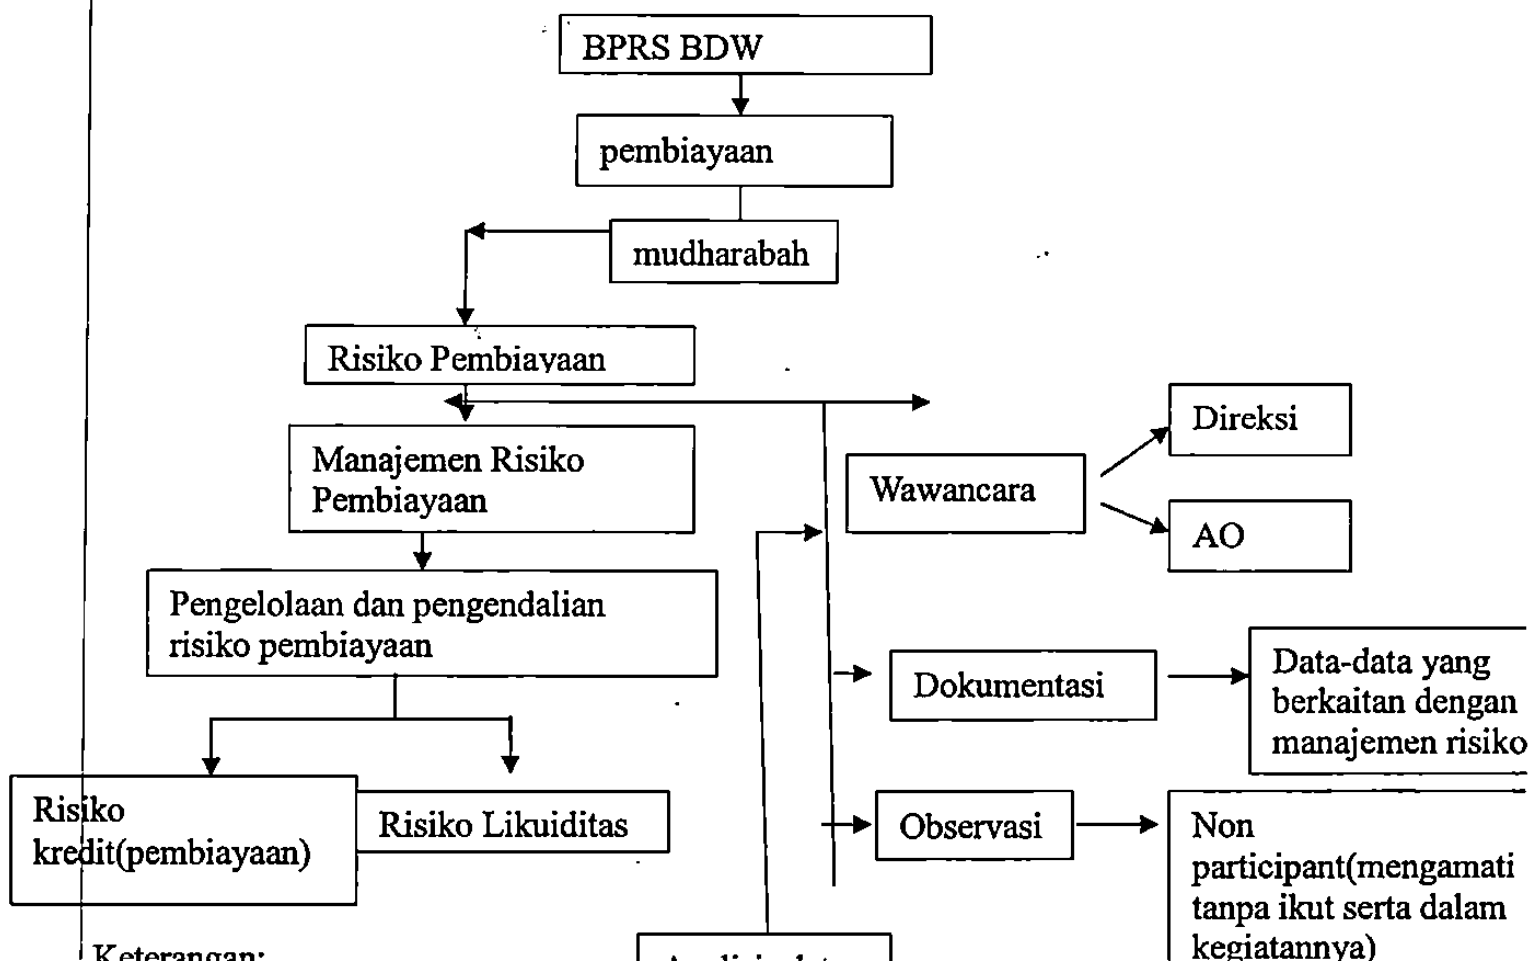 BPRS BDW
pembiayaan
mudharabah
Risiko Pembiayaan
Manajemen Risiko
Pembiayaan
Pengelolaan dan pengendalian
risiko pembiayaan
Risiko
kredit(pembiayaan)
Risiko Likuiditas
Wawancara
Direksi
AO
Dokumentasi
Data-data yang
berkaitan dengan
manajemen risiko
Observasi
Non
participant(mengamati
tanpa ikut serta dalam
kegiatannya)
Keterangan: